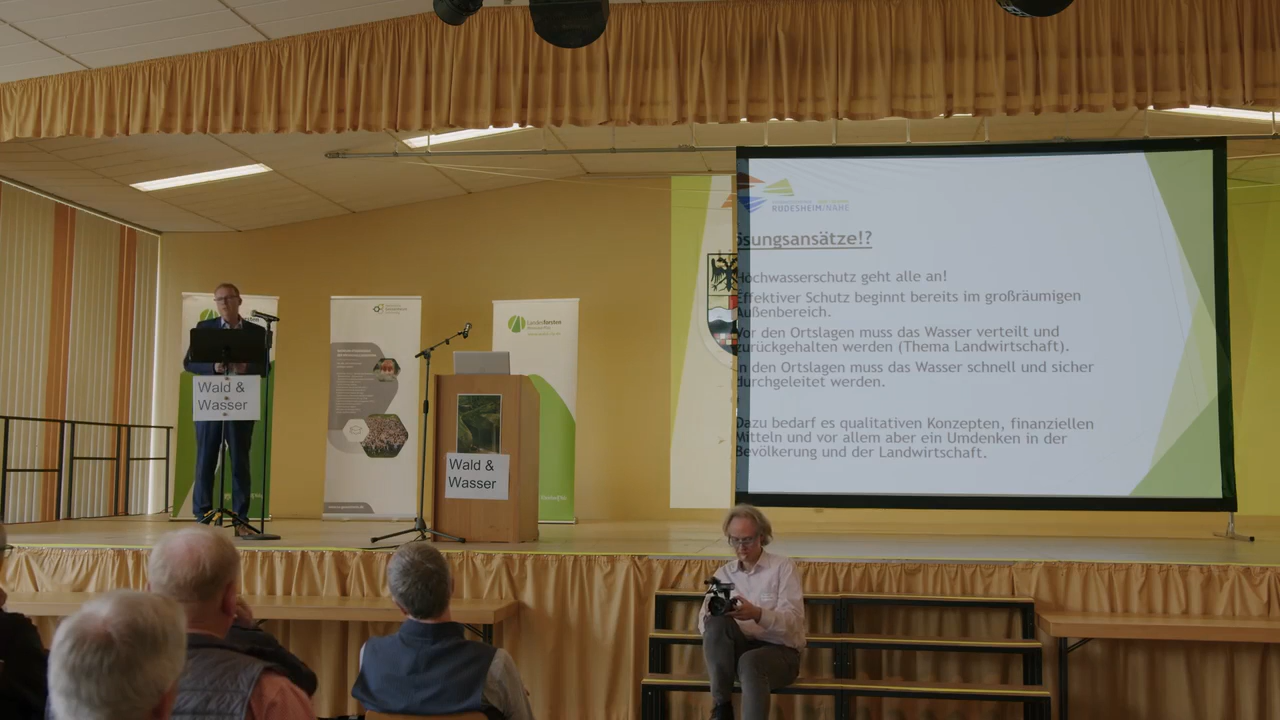 RÜDESHEIM/NAHE
ösungsansätze!?
Hochwasserschutz geht alle an!
Effektiver Schutz beginnt bereits im großräumigen
Außenbereich.
Vor den Ortslagen muss das Wasser verteilt und
zurückgehalten werden (Thema Landwirtschaft).
In den Ortslagen muss das Wasser schnell und sicher
durchgeleitet werden.
Dazu bedarf es qualitativen Konzepten, finanziellen
Mitteln und vor allem aber ein Umdenken in der
Bevölkerung und der Landwirtschaft.
Landesforsten
Wald &
Wasser
Wald &
Wasser